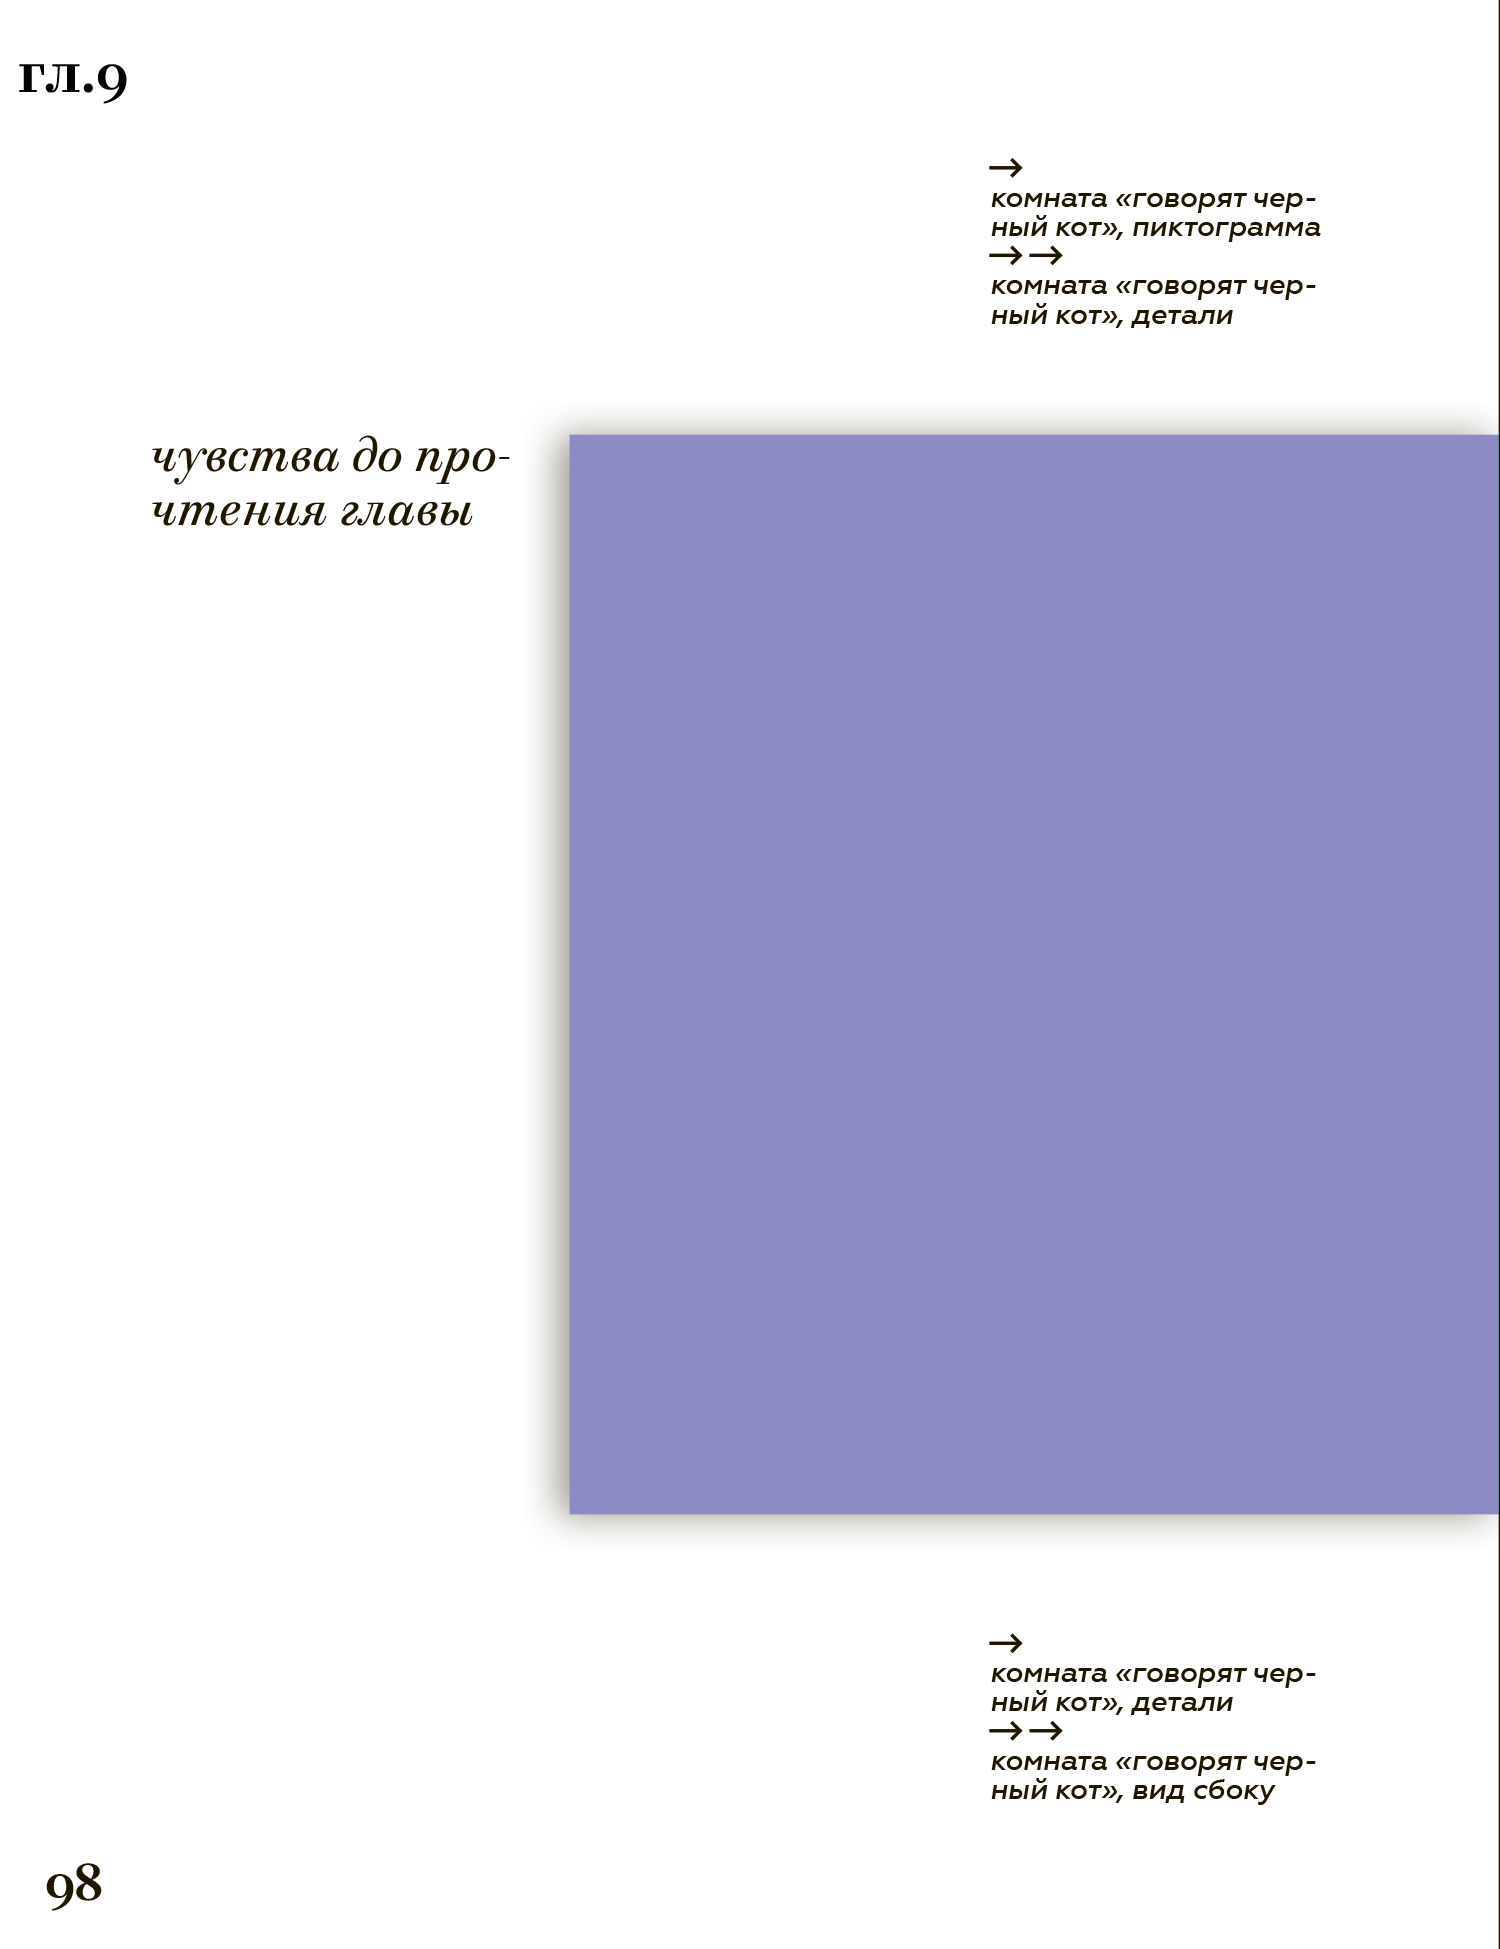 гл.9
→
комната «говорят чер-
ный кот», пиктограмма
→→
комната «говорят чер-
ный кот», детали
чувства до про-
чтения главы
→
комната «говорят чер-
ный кот», детали
→→
комната «говорят чер-
ный кот», вид сбоку
98